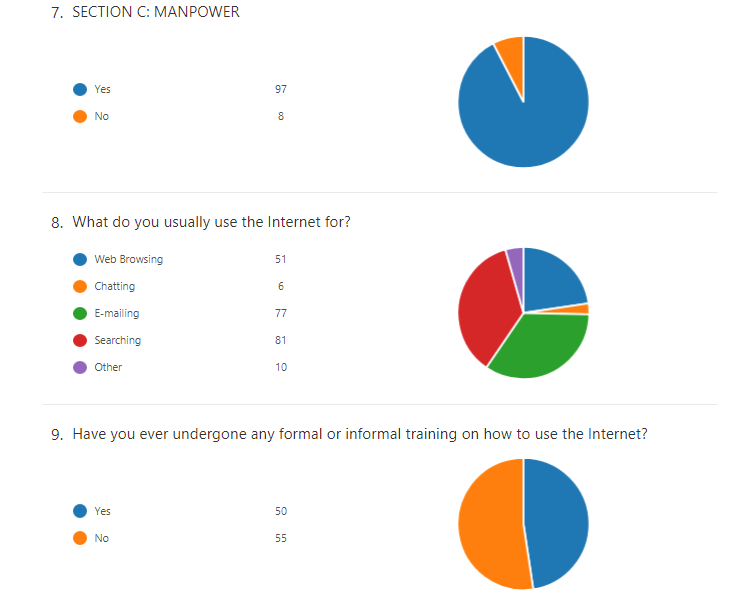 7. SECTION C: MANPOWER
Yes 97
No 8
8. What do you usually use the Internet for?
Web Browsing 51
Chatting 6
E-mailing 77
Searching 81
Other 10
9. Have you ever undergone any formal or informal training on how to use the Internet?
Yes 50
No 55